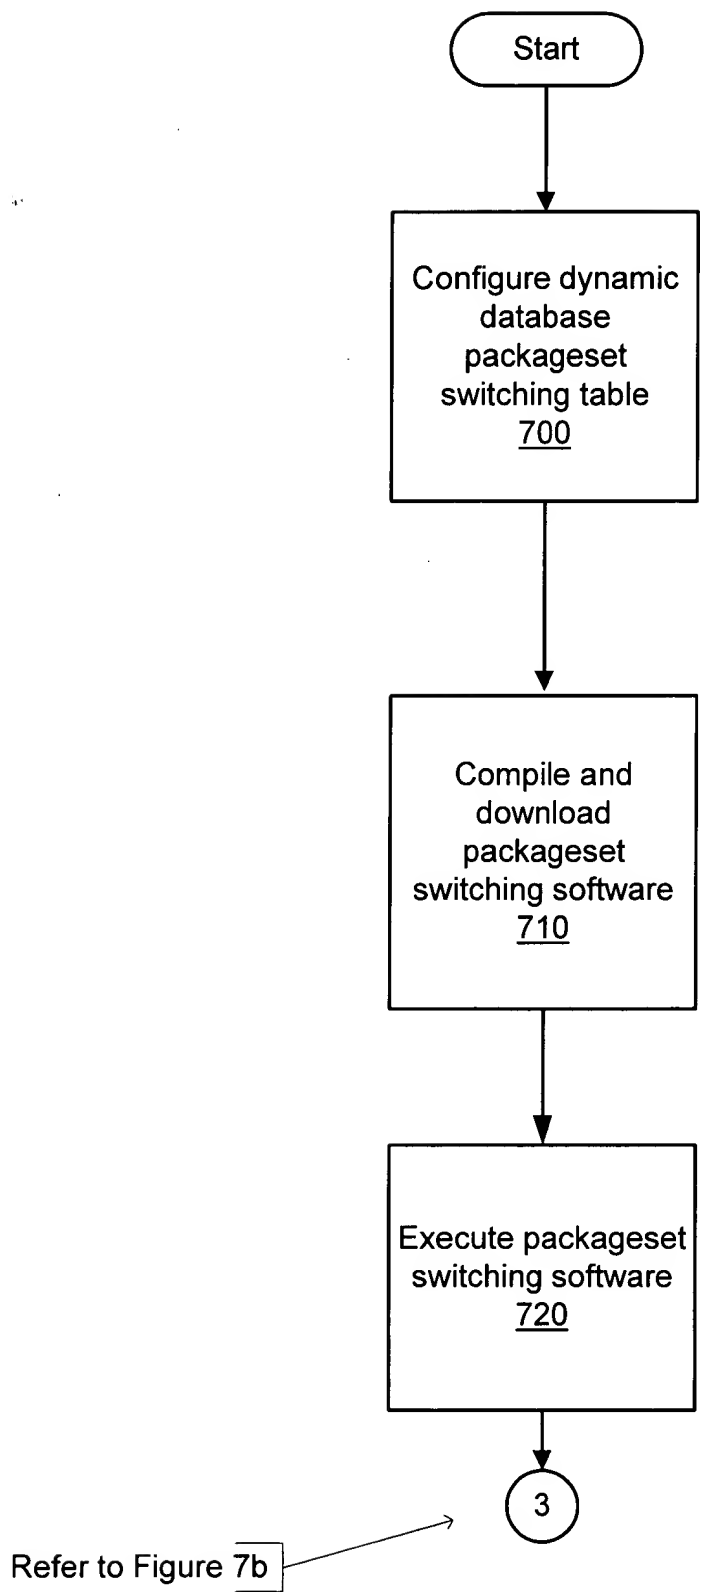 Start
Configure dynamic
database
packageset
switching table
700
Compile and
download
packageset
switching software
710
Execute packageset
switching software
720
3
Refer to Figure 7b